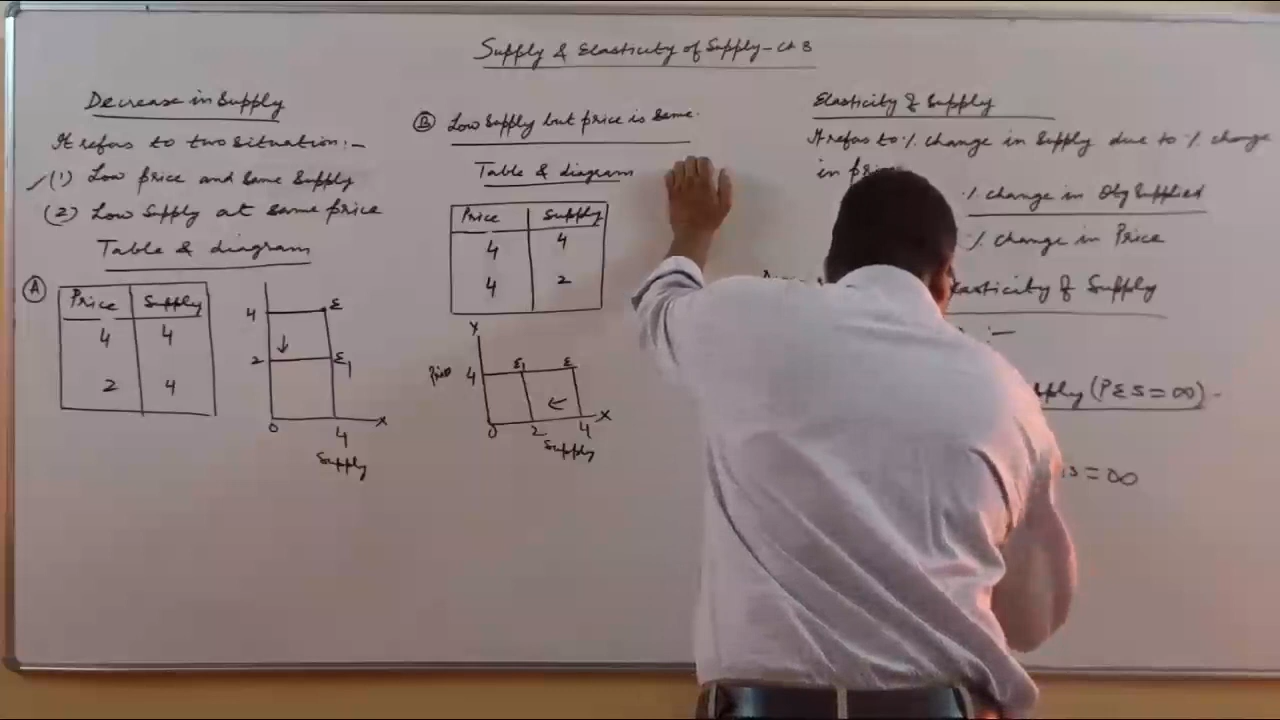 Supply & Elasticity of Supply - Ch 8
Decrease in Supply
It refers to two situation :-
(1) Low price and Same Supply
(2) Low Supply at Same price
Table & diagram
A
Price Supply
4 4
2 4
4 E
2 E1
0 4 X
Supply
B Low Supply but price is Same.
Table & diagram
Price Supply
4 4
4 2
Y
Price 4 E1 E
0 2 4 X
Supply
Elasticity of Supply
It refers to % change in Supply due to % change
in
% change in Qty Supplied
% change in Price
Elasticity of Supply
:-
(PES = ∞) -
= ∞